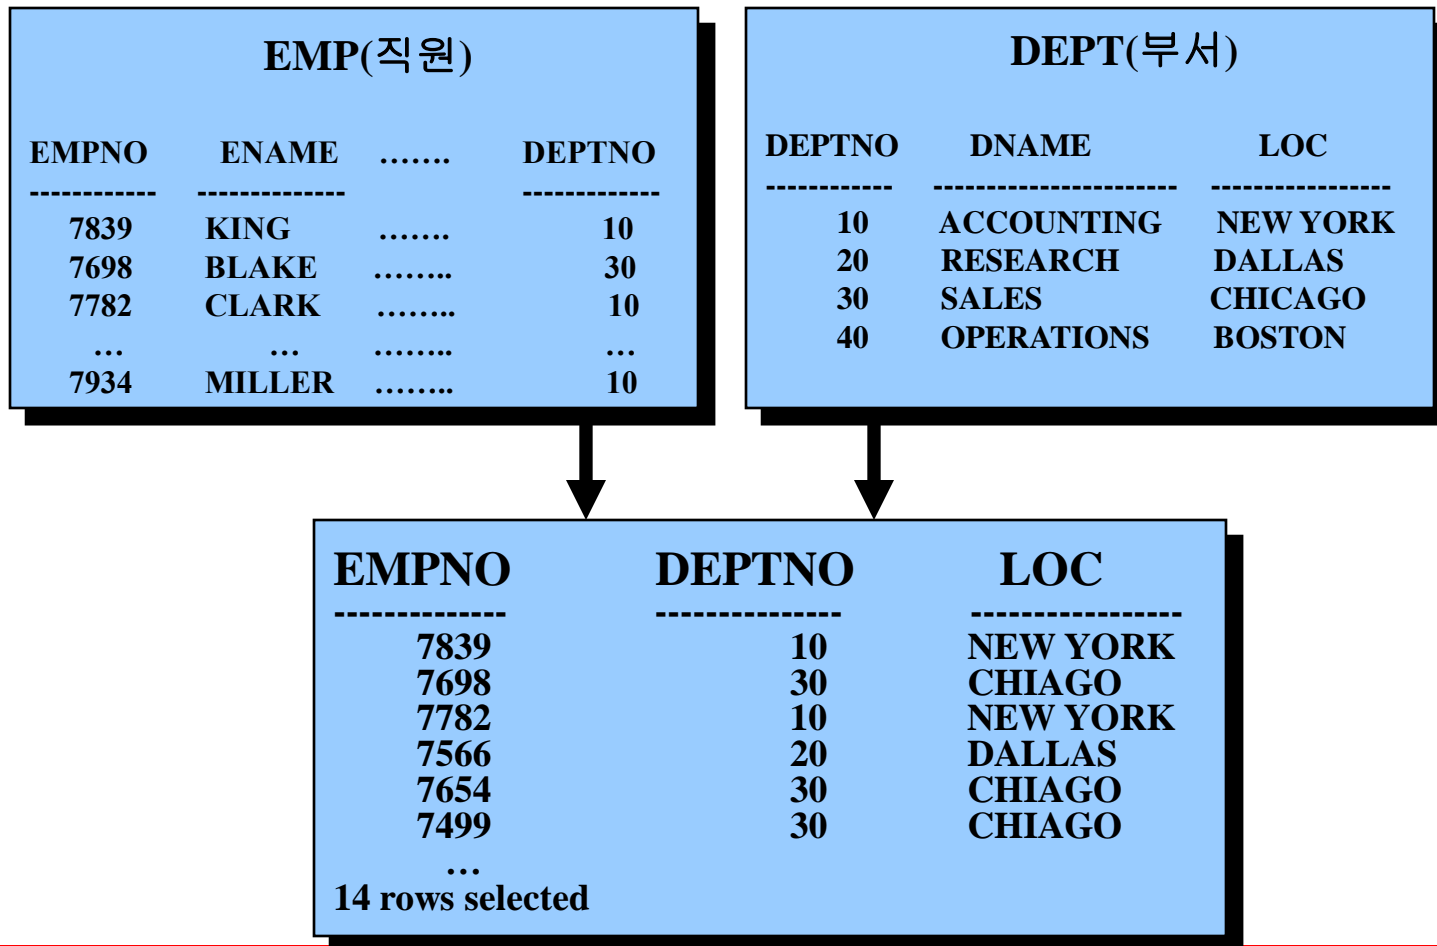 EMP(직원)
EMPNO ENAME ……. DEPTNO
------------ -------------- -------------
7839 KING ……. 10
7698 BLAKE …….. 30
7782 CLARK …….. 10
… … …….. …
7934 MILLER …….. 10
DEPT(부서)
DEPTNO DNAME LOC
------------ ----------------------- -----------------
10 ACCOUNTING NEW YORK
20 RESEARCH DALLAS
30 SALES CHICAGO
40 OPERATIONS BOSTON
EMPNO DEPTNO LOC
-------------- --------------- -----------------
7839 10 NEW YORK
7698 30 CHIAGO
7782 10 NEW YORK
7566 20 DALLAS
7654 30 CHIAGO
7499 30 CHIAGO
…
14 rows selected